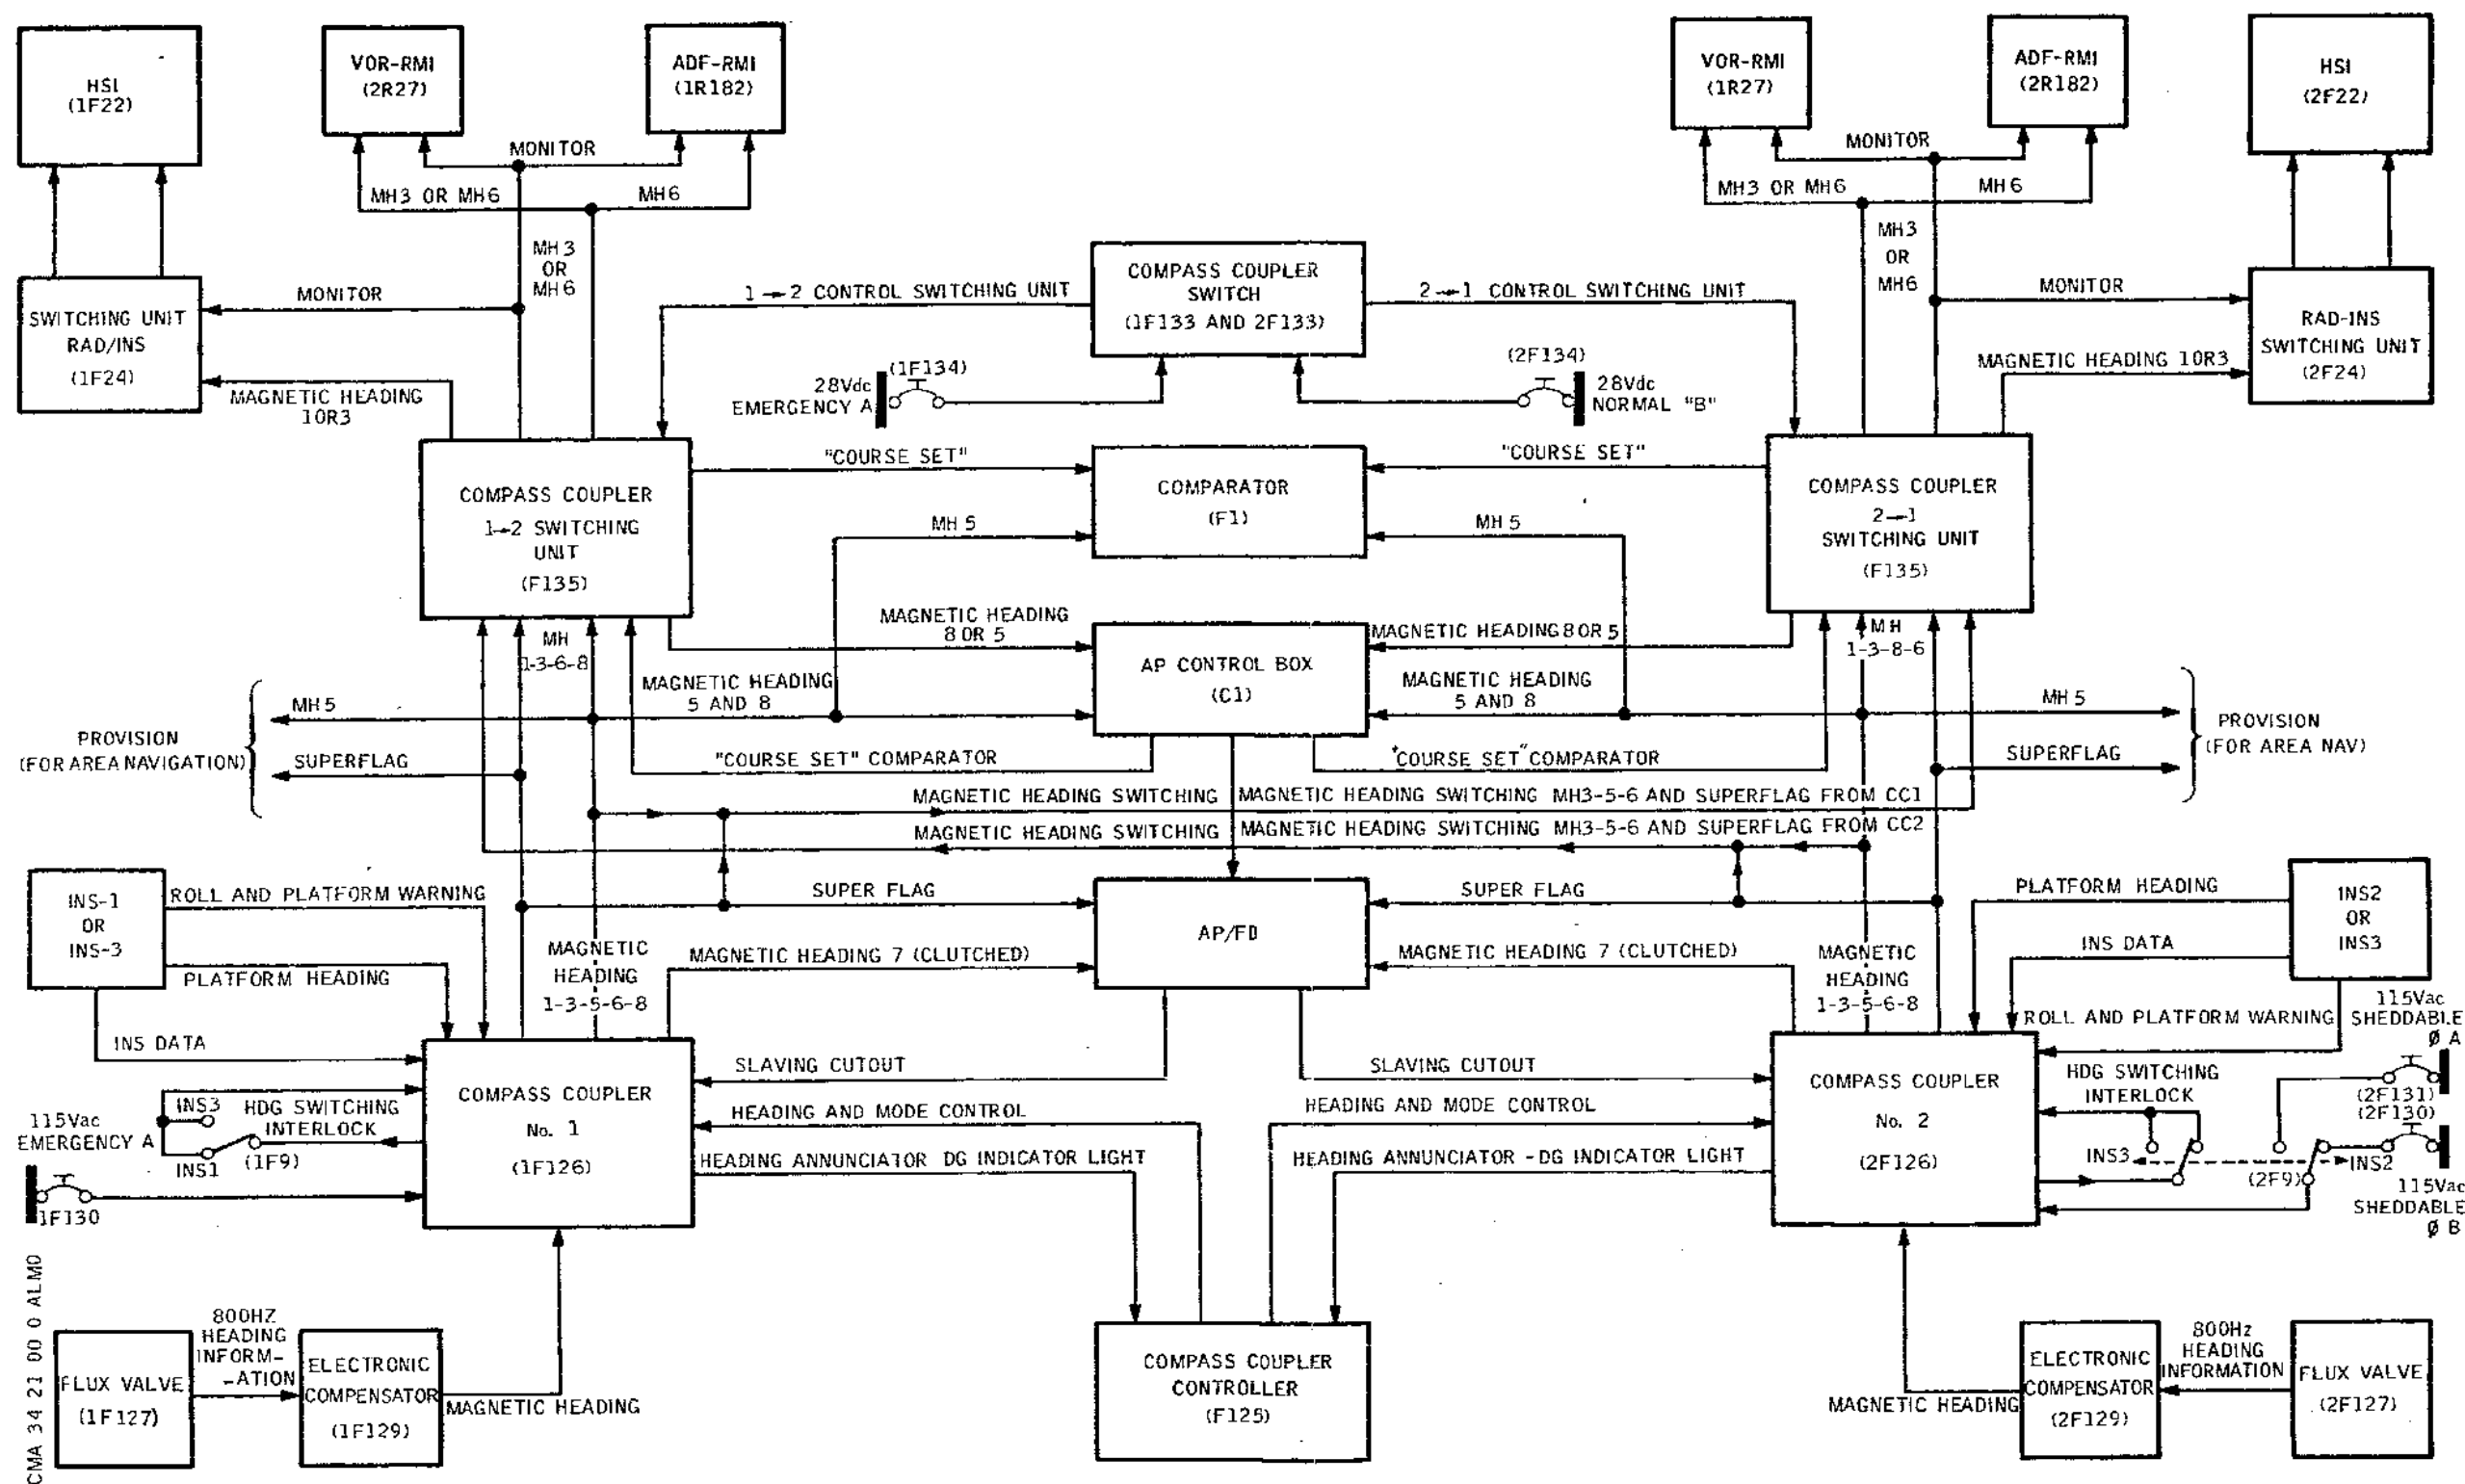 HSI
(1F22)
VOR-RMI
(2R27)
ADF-RMI
(1R182)
VOR-RMI
(1R27)
ADF-RMI
(2R182)
HSI
(2F22)
MONITOR
MH3 OR MH6
MH6
MONITOR
MH3 OR MH6
MH6
MH3
OR
MH6
MH3
OR
MH6
SWITCHING UNIT
RAD/INS
(1F24)
MONITOR
MAGNETIC HEADING
1OR3
1→2 CONTROL SWITCHING UNIT
COMPASS COUPLER
SWITCH
(1F133 AND 2F133)
2→1 CONTROL SWITCHING UNIT
MONITOR
MAGNETIC HEADING 1OR3
RAD-INS
SWITCHING UNIT
(2F24)
28Vdc
EMERGENCY A
(1F134)
(2F134)
28Vdc
NORMAL "B"
COMPASS COUPLER
1→2 SWITCHING
UNIT
(F135)
"COURSE SET"
COMPARATOR
(F1)
"COURSE SET"
COMPASS COUPLER
2→1
SWITCHING UNIT
(F135)
MH5
MH5
MH
1-3-6-8
MAGNETIC HEADING
8 OR 5
AP CONTROL BOX
(C1)
MAGNETIC HEADING 8 OR 5
MH
1-3-8-6
MAGNETIC HEADING
5 AND 8
MAGNETIC HEADING
5 AND 8
PROVISION
(FOR AREA NAVIGATION)
MH5
SUPERFLAG
"COURSE SET" COMPARATOR
"COURSE SET" COMPARATOR
MH5
SUPERFLAG
PROVISION
(FOR AREA NAV)
MAGNETIC HEADING SWITCHING
MAGNETIC HEADING SWITCHING MH3-5-6 AND SUPERFLAG FROM CC1
MAGNETIC HEADING SWITCHING
MAGNETIC HEADING SWITCHING MH3-5-6 AND SUPERFLAG FROM CC2
INS-1
OR
INS-3
ROLL AND PLATFORM WARNING
PLATFORM HEADING
INS DATA
SUPER FLAG
AP/FD
SUPER FLAG
MAGNETIC
HEADING
1-3-5-6-8
MAGNETIC HEADING 7 (CLUTCHED)
MAGNETIC HEADING 7 (CLUTCHED)
MAGNETIC
HEADING
1-3-5-6-8
PLATFORM HEADING
INS DATA
ROLL AND PLATFORM WARNING
INS2
OR
INS3
115Vac
SHEDDABLE
Ø A
115Vac
EMERGENCY A
INS3
HDG SWITCHING
INTERLOCK
INS1
(1F9)
1F130
COMPASS COUPLER
No. 1
(1F126)
SLAVING CUTOUT
HEADING AND MODE CONTROL
HEADING ANNUNCIATOR DG INDICATOR LIGHT
SLAVING CUTOUT
HEADING AND MODE CONTROL
HEADING ANNUNCIATOR - DG INDICATOR LIGHT
COMPASS COUPLER
No. 2
(2F126)
HDG SWITCHING
INTERLOCK
INS3
(2F9)
(2F131)
(2F130)
INS2
115Vac
SHEDDABLE
Ø B
FLUX VALVE
(1F127)
800HZ
HEADING
INFORM-
-ATION
ELECTRONIC
COMPENSATOR
(1F129)
MAGNETIC HEADING
COMPASS COUPLER
CONTROLLER
(F125)
MAGNETIC HEADING
ELECTRONIC
COMPENSATOR
(2F129)
800Hz
HEADING
INFORMATION
FLUX VALVE
(2F127)
CMA 34 21 00 0 ALM0